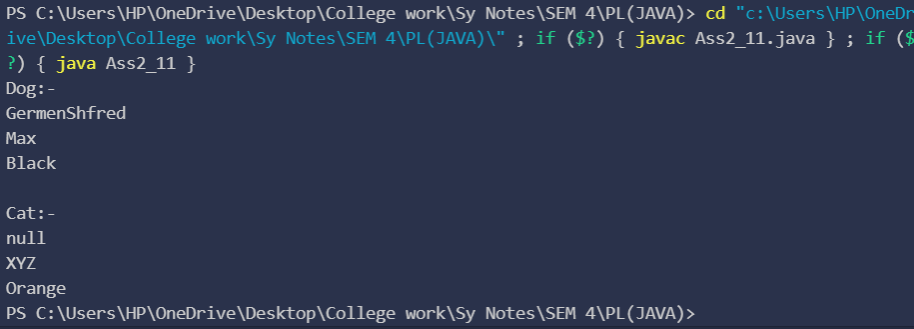 PS C:\Users\HP\OneDrive\Desktop\College work\Sy Notes\SEM 4\PL(JAVA)> cd "c:\Users\HP\OneDr
ive\Desktop\College work\Sy Notes\SEM 4\PL(JAVA)\" ; if ($?) { javac Ass2_11.java } ; if ($
?) { java Ass2_11 }
Dog:-
GermenShfred
Max
Black
Cat:-
null
XYZ
Orange
PS C:\Users\HP\OneDrive\Desktop\College work\Sy Notes\SEM 4\PL(JAVA)>